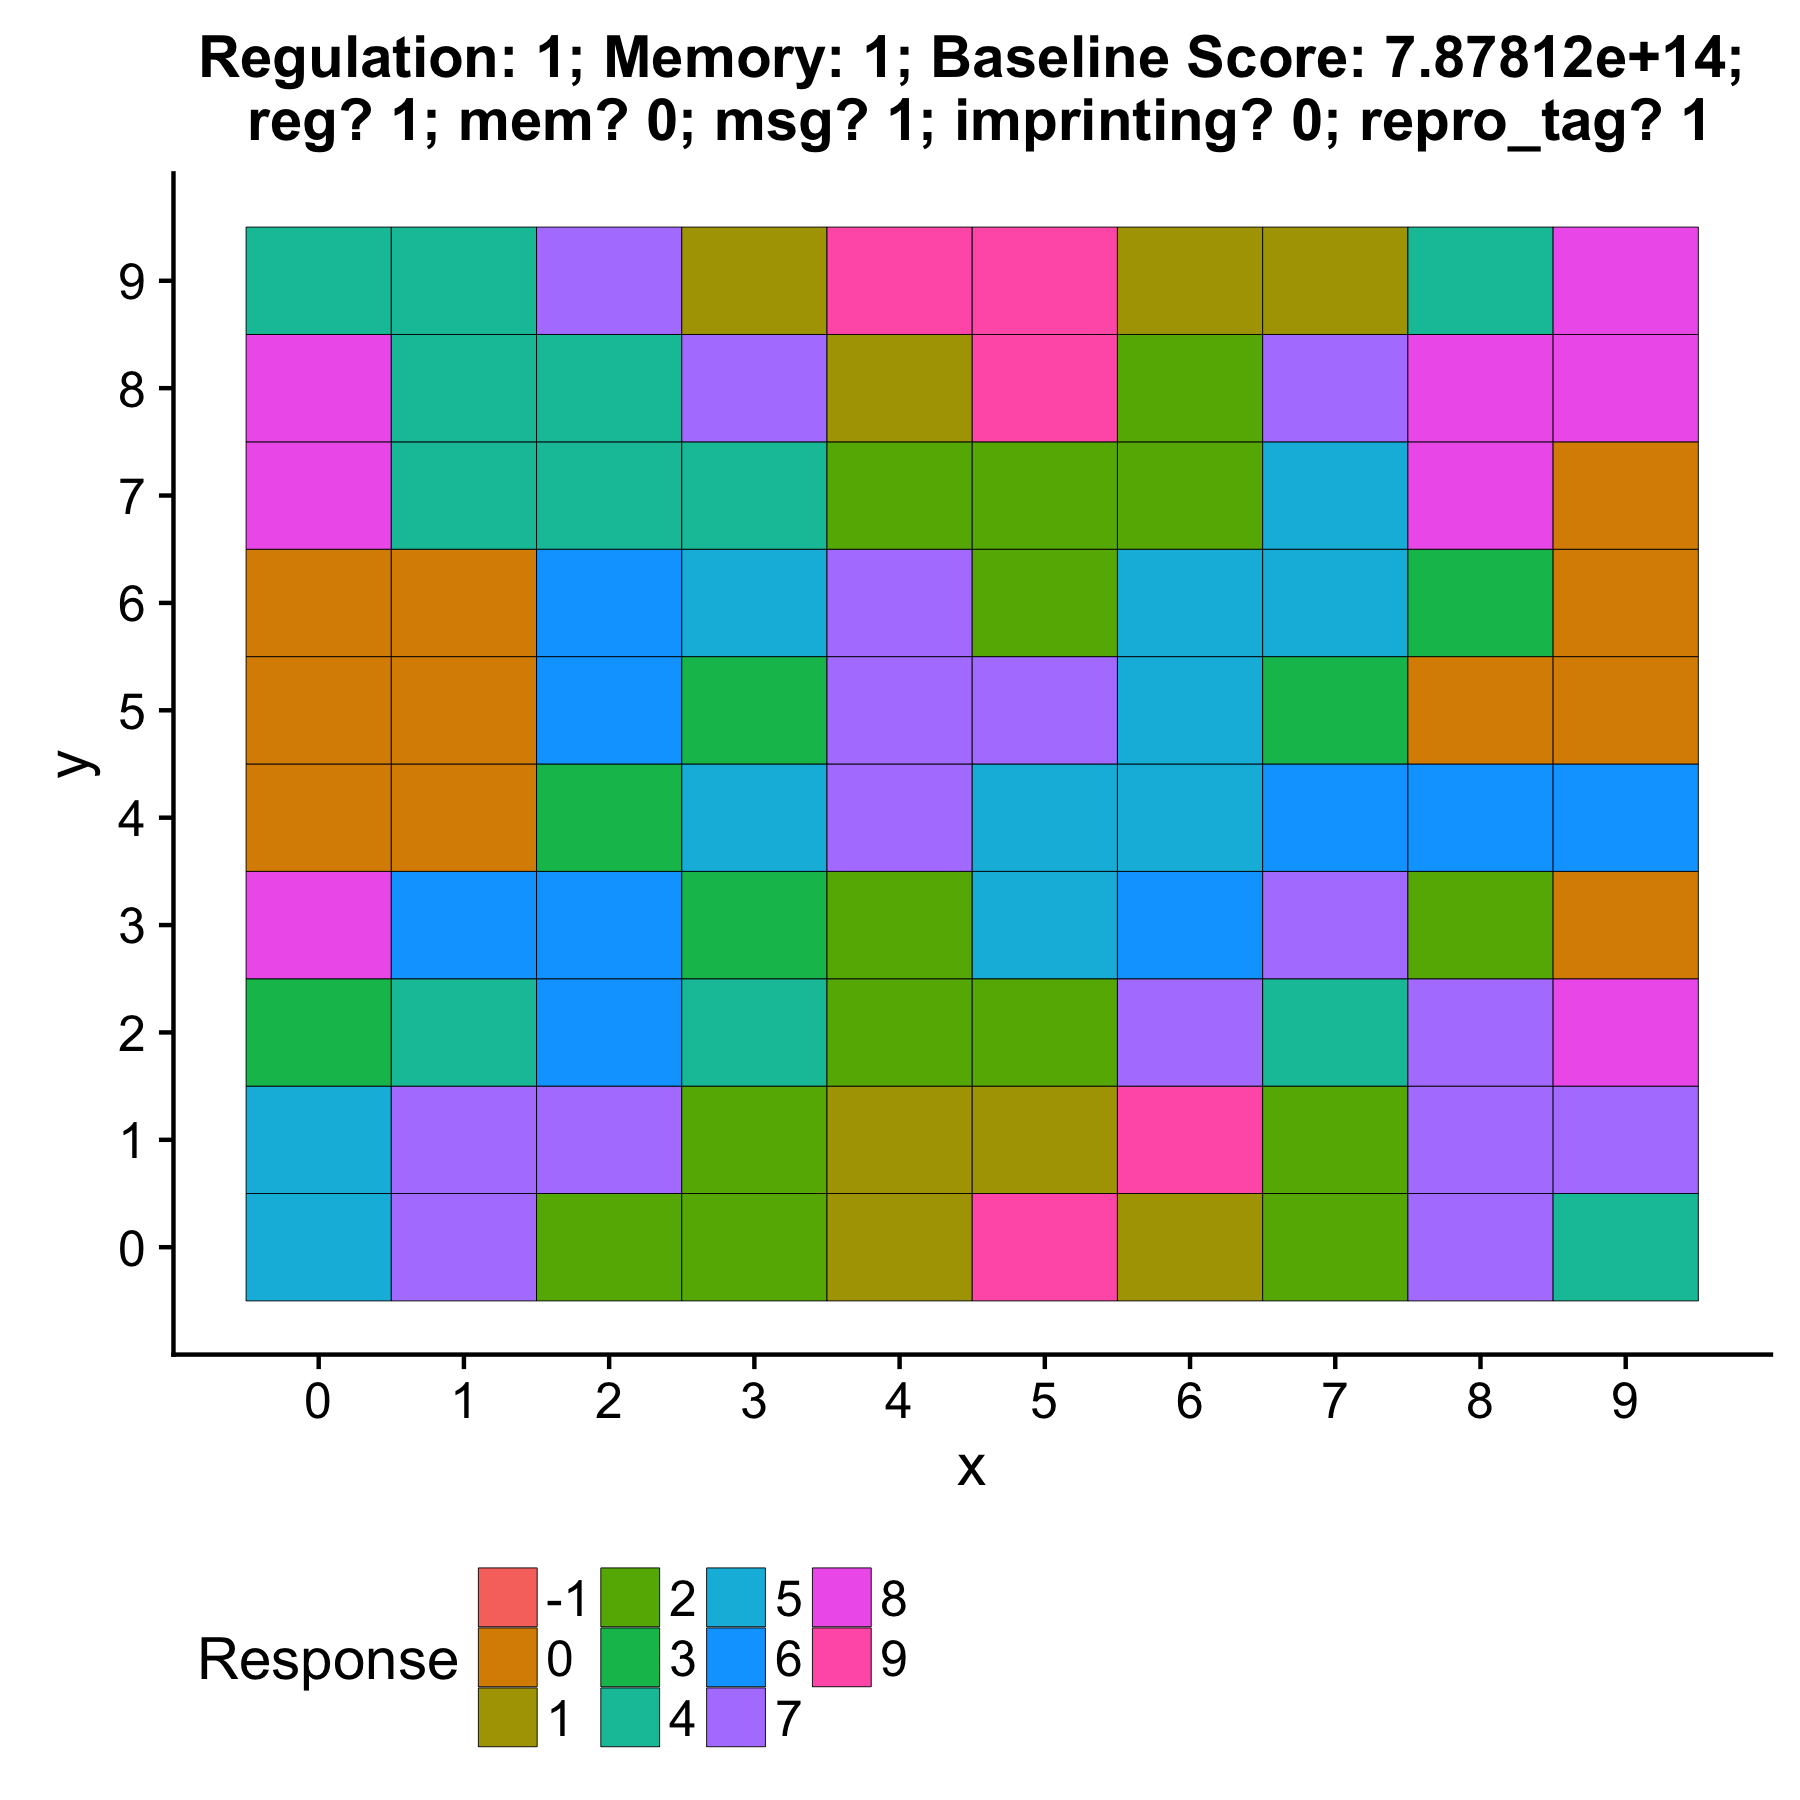 Regulation: 1; Memory: 1; Baseline Score: 7.87812e+14;
reg? 1; mem? 0; msg? 1; imprinting? 0; repro_tag? 1
y
9
8
7
6
5
4
3
2
1
0
0 1 2 3 4 5 6 7 8 9
x
Response
-1 2 5 8
0 3 6 9
1 4 7